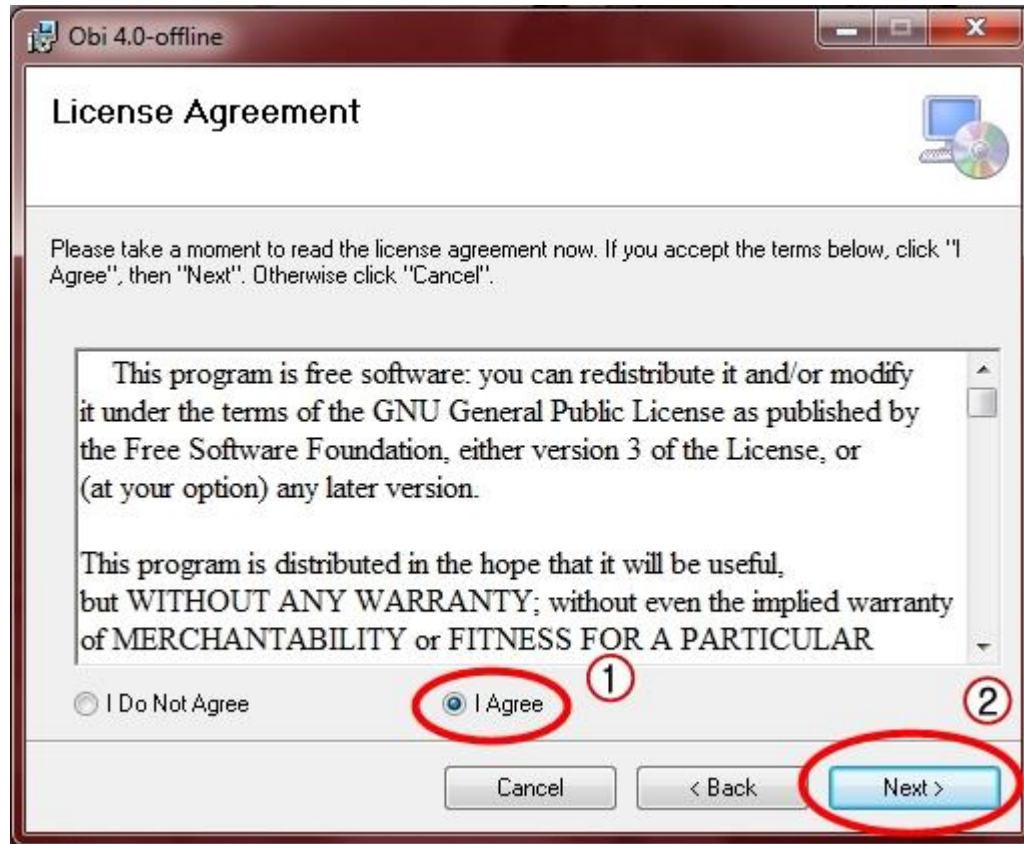 Obi 4.0-offline
License Agreement
Please take a moment to read the license agreement now. If you accept the terms below, click "I
Agree", then "Next". Otherwise click "Cancel".
This program is free software: you can redistribute it and/or modify
it under the terms of the GNU General Public License as published by
the Free Software Foundation, either version 3 of the License, or
(at your option) any later version.
This program is distributed in the hope that it will be useful,
but WITHOUT ANY WARRANTY; without even the implied warranty
of MERCHANTABILITY or FITNESS FOR A PARTICULAR
I Do Not Agree I Agree ① ②
Cancel < Back Next >